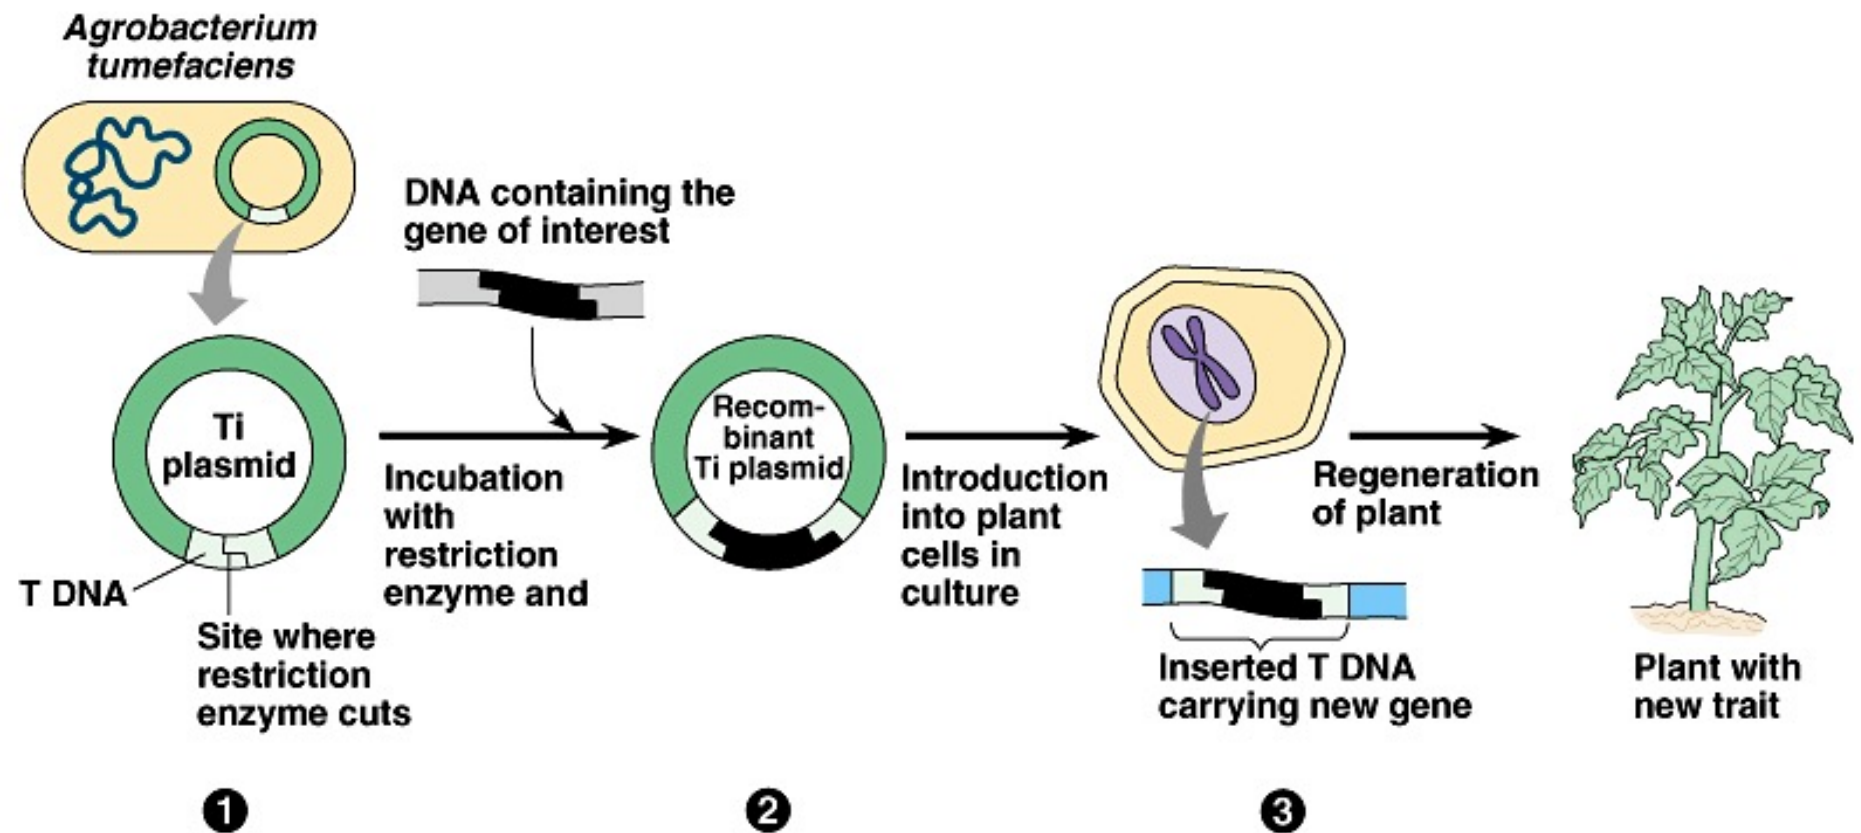 Agrobacterium
tumefaciens
DNA containing the
gene of interest
Ti
plasmid
Recom-
binant
Ti plasmid
Incubation
with
restriction
enzyme and
Introduction
into plant
cells in
culture
Regeneration
of plant
T DNA
Site where
restriction
enzyme cuts
Inserted T DNA
carrying new gene
Plant with
new trait
1
2
3